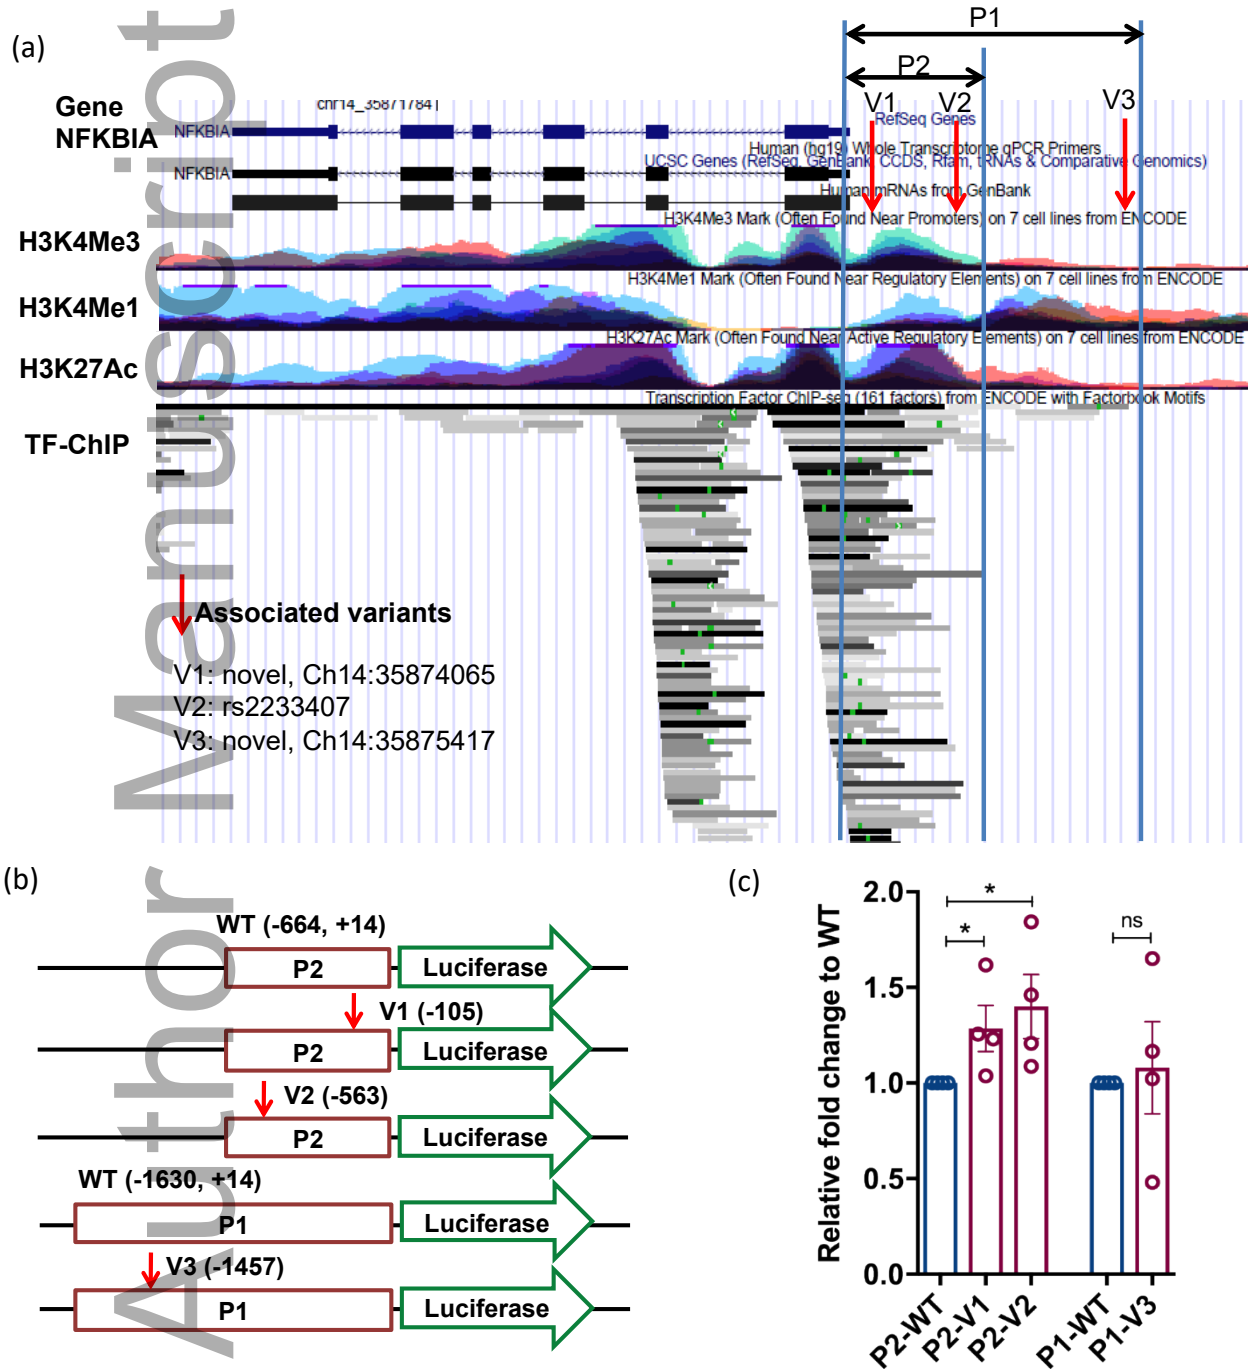 (a)
P1
P2
V1
V2
V3
Gene
NFKBIA
chr14_35871784
NFKBIA
RefSeq Genes
Human (hg19) Whole Transcriptome qPCR Primers
UCSC Genes (RefSeq, GenBank, CCDS, Rfam, tRNAs & Comparative Genomics)
NFKBIA
Human mRNAs from GenBank
H3K4Me3 Mark (Often Found Near Promoters) on 7 cell lines from ENCODE
H3K4Me3
H3K4Me1 Mark (Often Found Near Regulatory Elements) on 7 cell lines from ENCODE
H3K4Me1
H3K27Ac Mark (Often Found Near Active Regulatory Elements) on 7 cell lines from ENCODE
H3K27Ac
Transcription Factor ChIP-seq (161 factors) from ENCODE with Factorbook Motifs
TF-ChIP
Associated variants
V1: novel, Ch14:35874065
V2: rs2233407
V3: novel, Ch14:35875417
(b)
WT (-664, +14)
P2
Luciferase
V1 (-105)
P2
Luciferase
V2 (-563)
P2
Luciferase
WT (-1630, +14)
P1
Luciferase
V3 (-1457)
P1
Luciferase
(c)
Relative fold change to WT
2.0
1.5
1.0
0.5
0.0
*
*
ns
P2-WT
P2-V1
P2-V2
P1-WT
P1-V3
Author Manuscript